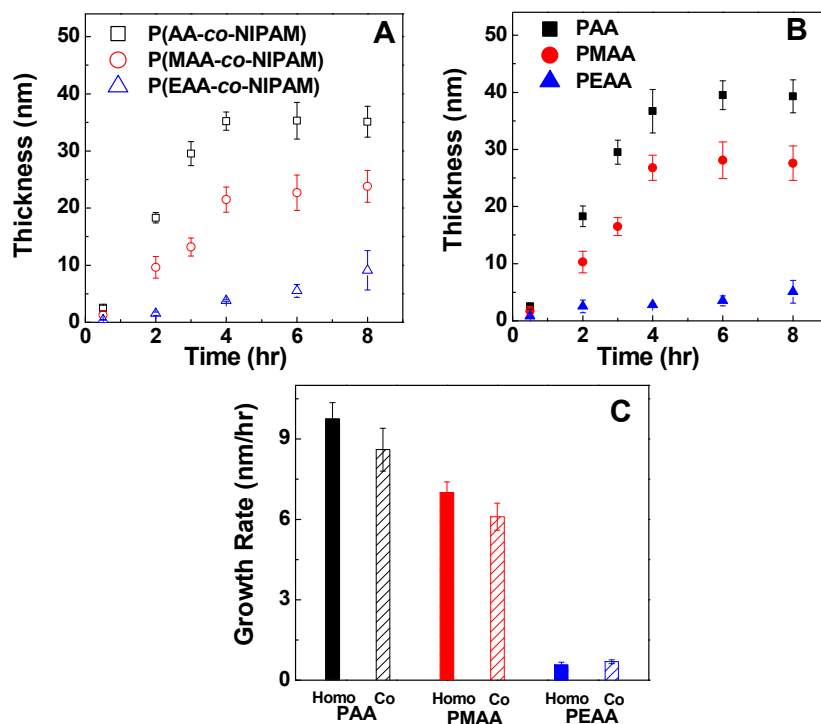 A
P(AA-co-NIPAM)
P(MAA-co-NIPAM)
P(EAA-co-NIPAM)
50
40
30
20
10
0
Thickness (nm)
0 2 4 6 8
Time (hr)
B
PAA
PMAA
PEAA
50
40
30
20
10
0
Thickness (nm)
0 2 4 6 8
Time (hr)
C
9
6
3
0
Growth Rate (nm/hr)
Homo Co Homo Co Homo Co
PAA PMAA PEAA